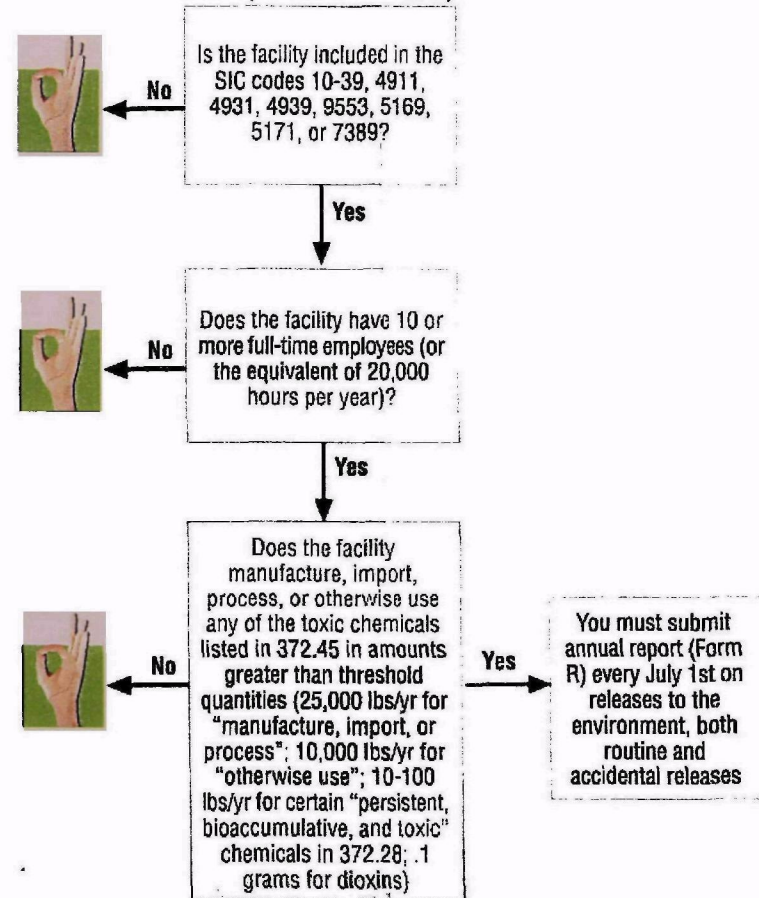 Is the facility included in the
SIC codes 10-39, 4911,
4931, 4939, 9553, 5169,
5171, or 7389?
No
Yes
Does the facility have 10 or
more full-time employees (or
the equivalent of 20,000
hours per year)?
No
Yes
Does the facility
manufacture, import,
process, or otherwise use
any of the toxic chemicals
listed in 372.45 in amounts
greater than threshold
quantities (25,000 lbs/yr for
"manufacture, import, or
process"; 10,000 lbs/yr for
"otherwise use"; 10-100
lbs/yr for certain "persistent,
bioaccumulative, and toxic"
chemicals in 372.28; .1
grams for dioxins)
No
Yes
You must submit
annual report (Form
R) every July 1st on
releases to the
environment, both
routine and
accidental releases